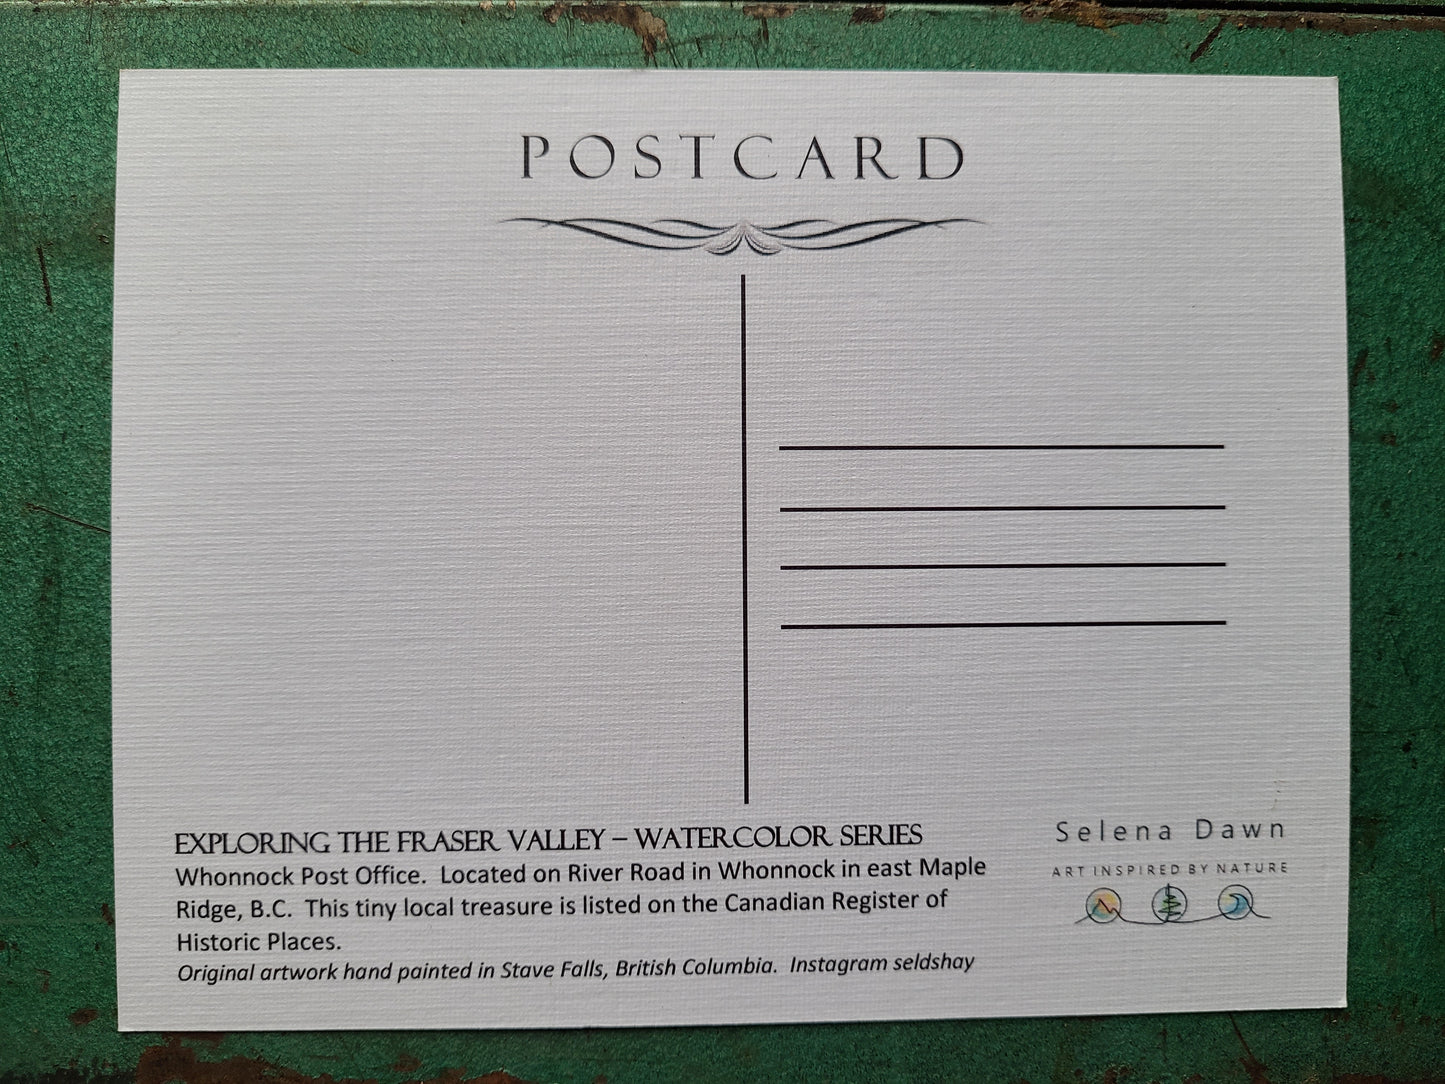 POSTCARD
EXPLORING THE FRASER VALLEY – WATERCOLOR SERIES
Whonnock Post Office.  Located on River Road in Whonnock in east Maple
Ridge, B.C.  This tiny local treasure is listed on the Canadian Register of
Historic Places.
Original artwork hand painted in Stave Falls, British Columbia.  Instagram seldshay
Selena Dawn
ART INSPIRED BY NATURE